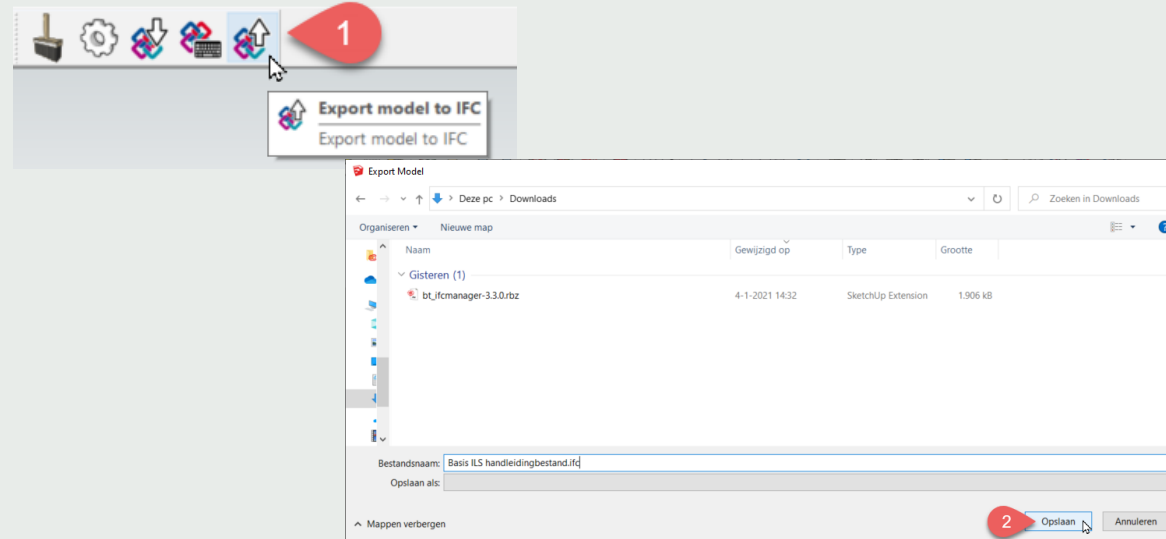 1
Export model to IFC
Export model to IFC
Export Model
Deze pc > Downloads
Zoeken in Downloads
Organiseren
Nieuwe map
Naam
Gewijzigd op
Type
Grootte
Gisteren (1)
bt_ifcmanager-3.3.0.rbz
4-1-2021 14:32
SketchUp Extension
1.906 kB
Bestandsnaam:
Basis ILS handleidingbestand.ifc
Opslaan als:
Mappen verbergen
2
Opslaan
Annuleren